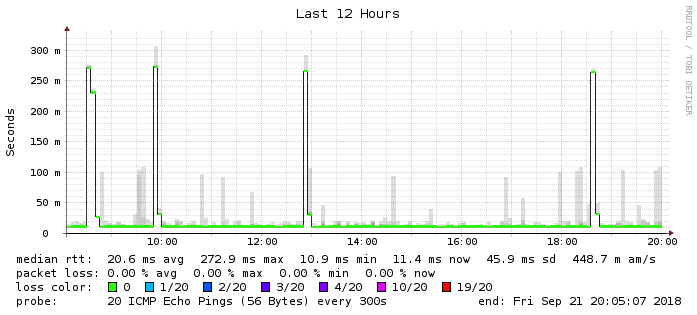 Last 12 Hours
RRDTOOL / TOBI OETIKER
Seconds
300 m
250 m
200 m
150 m
100 m
50 m
0
10:00 12:00 14:00 16:00 18:00 20:00
median rtt: 20.6 ms avg 272.9 ms max 10.9 ms min 11.4 ms now 45.9 ms sd 448.7 m am/s
packet loss: 0.00 % avg 0.00 % max 0.00 % min 0.00 % now
loss color: 0 1/20 2/20 3/20 4/20 10/20 19/20
probe: 20 ICMP Echo Pings (56 Bytes) every 300s end: Fri Sep 21 20:05:07 2018